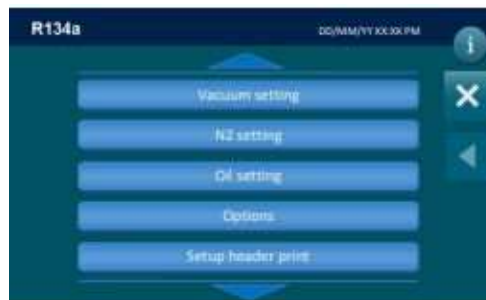 R134a
DD/MM/YY XX:XX PM
i
Vacuum setting
N2 setting
Oil setting
Options
Setup header print